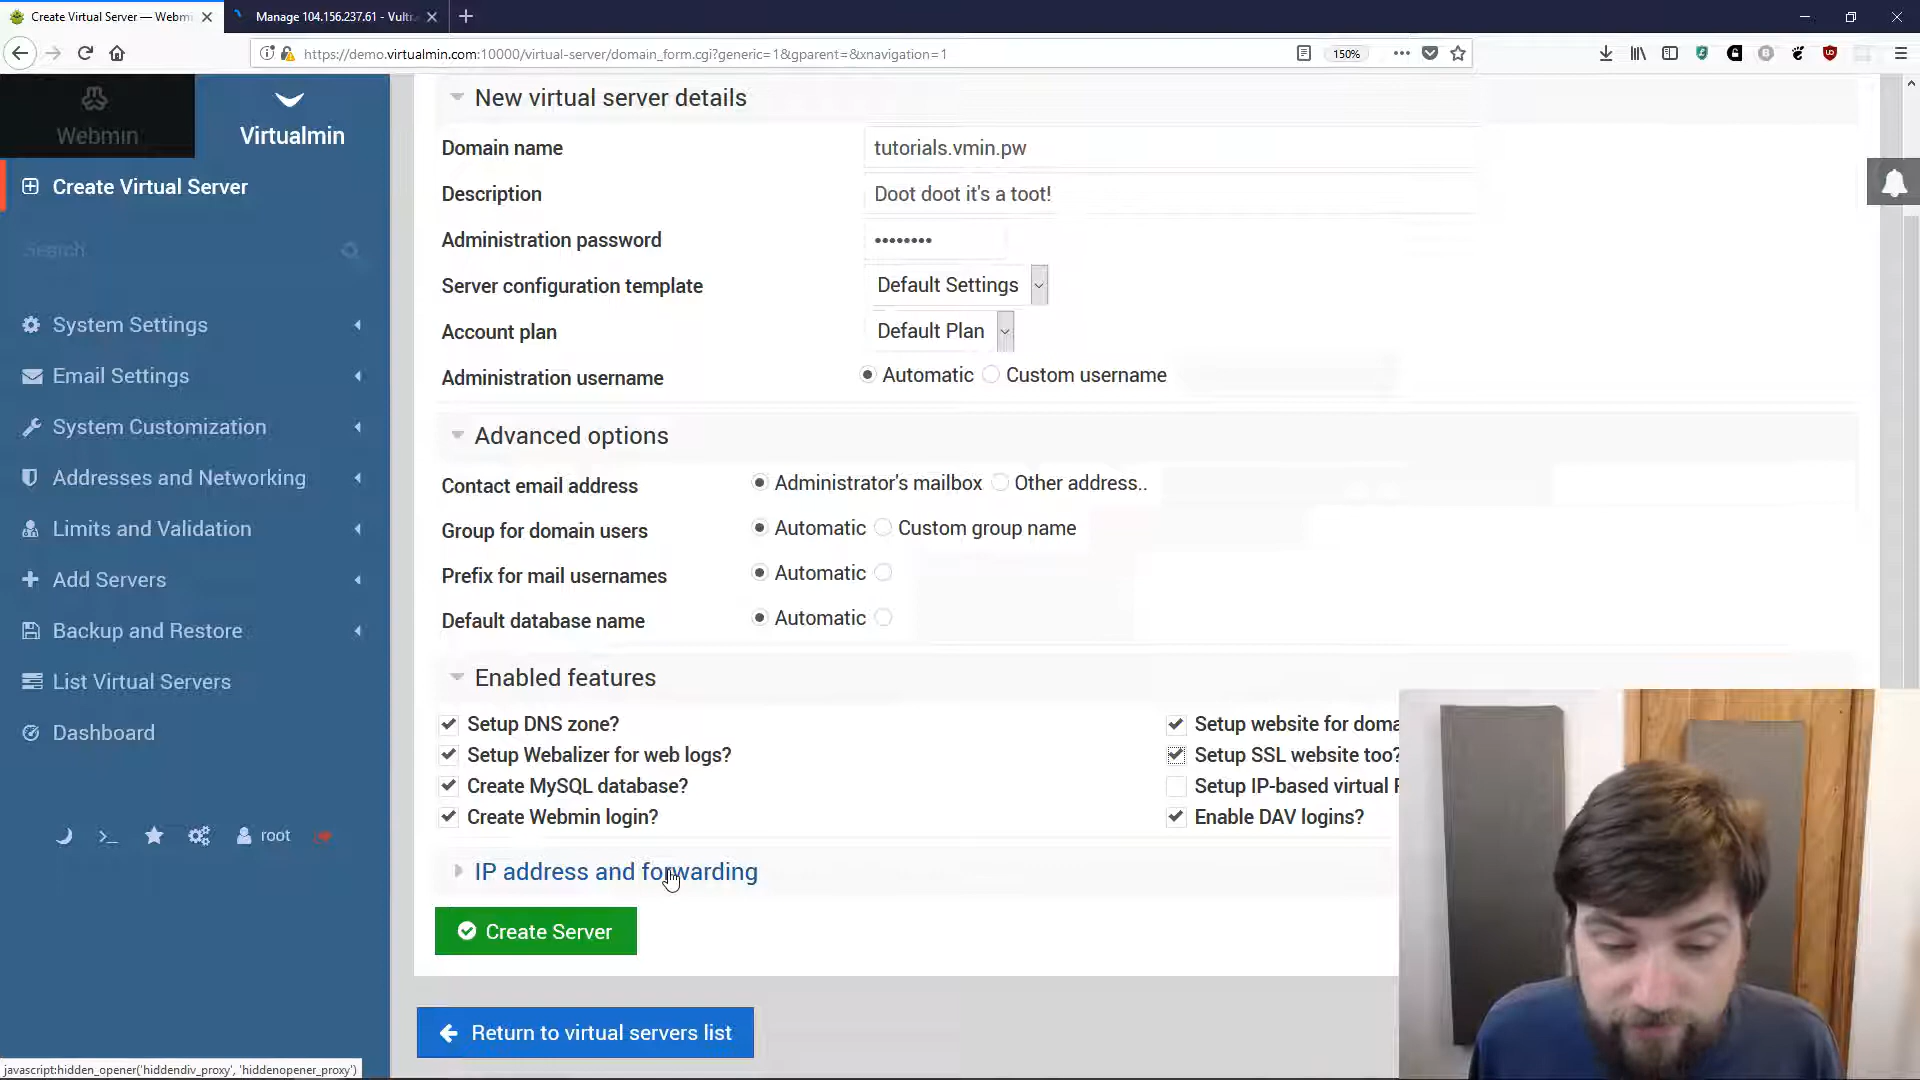 Create Virtual Server — Webmi
Manage 104.156.237.61 - Vultr
https://demo.virtualmin.com:10000/virtual-server/domain_form.cgi?generic=1&gparent=&xnavigation=1
150%
Webmin
Virtualmin
Create Virtual Server
Search
System Settings
Email Settings
System Customization
Addresses and Networking
Limits and Validation
Add Servers
Backup and Restore
List Virtual Servers
Dashboard
root
New virtual server details
Domain name
tutorials.vmin.pw
Description
Doot doot it's a toot!
Administration password
••••••••
Server configuration template
Default Settings
Account plan
Default Plan
Administration username
Automatic Custom username
Advanced options
Contact email address
Administrator's mailbox Other address..
Group for domain users
Automatic Custom group name
Prefix for mail usernames
Automatic
Default database name
Automatic
Enabled features
Setup DNS zone?
Setup website for doma
Setup Webalizer for web logs?
Setup SSL website too?
Create MySQL database?
Setup IP-based virtual F
Create Webmin login?
Enable DAV logins?
IP address and forwarding
Create Server
Return to virtual servers list
javascript:hidden_opener('hiddendiv_proxy', 'hiddenopener_proxy')